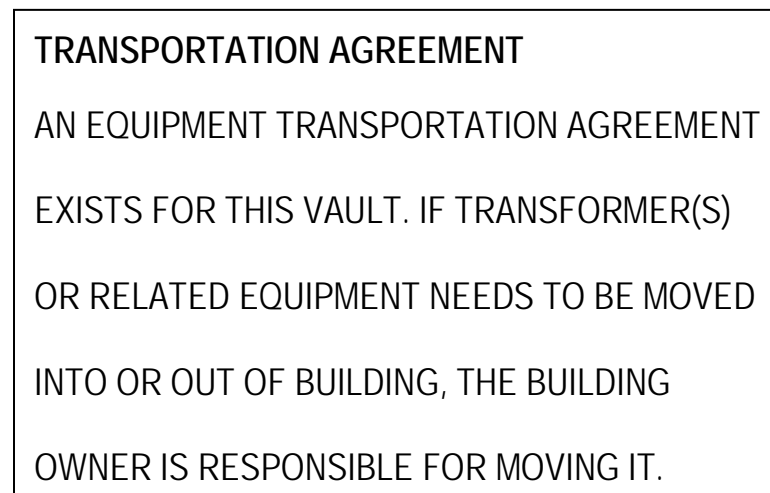 TRANSPORTATION AGREEMENT
AN EQUIPMENT TRANSPORTATION AGREEMENT
EXISTS FOR THIS VAULT. IF TRANSFORMER(S)
OR RELATED EQUIPMENT NEEDS TO BE MOVED
INTO OR OUT OF BUILDING, THE BUILDING
OWNER IS RESPONSIBLE FOR MOVING IT.